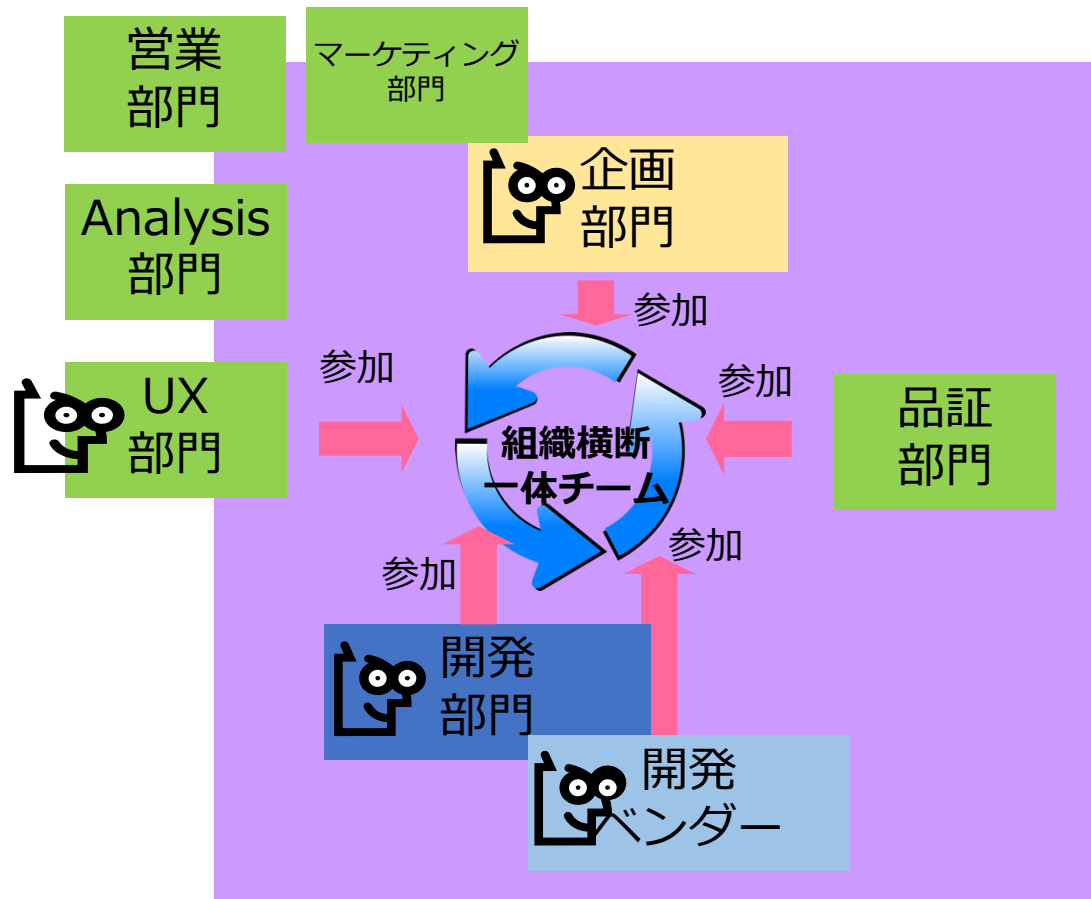 営業
部門
マーケティング
部門
企画
部門
Analysis
部門
参加
参加
参加
UX
部門
品証
部門
組織横断
一体チーム
参加
参加
開発
部門
開発
ベンダー